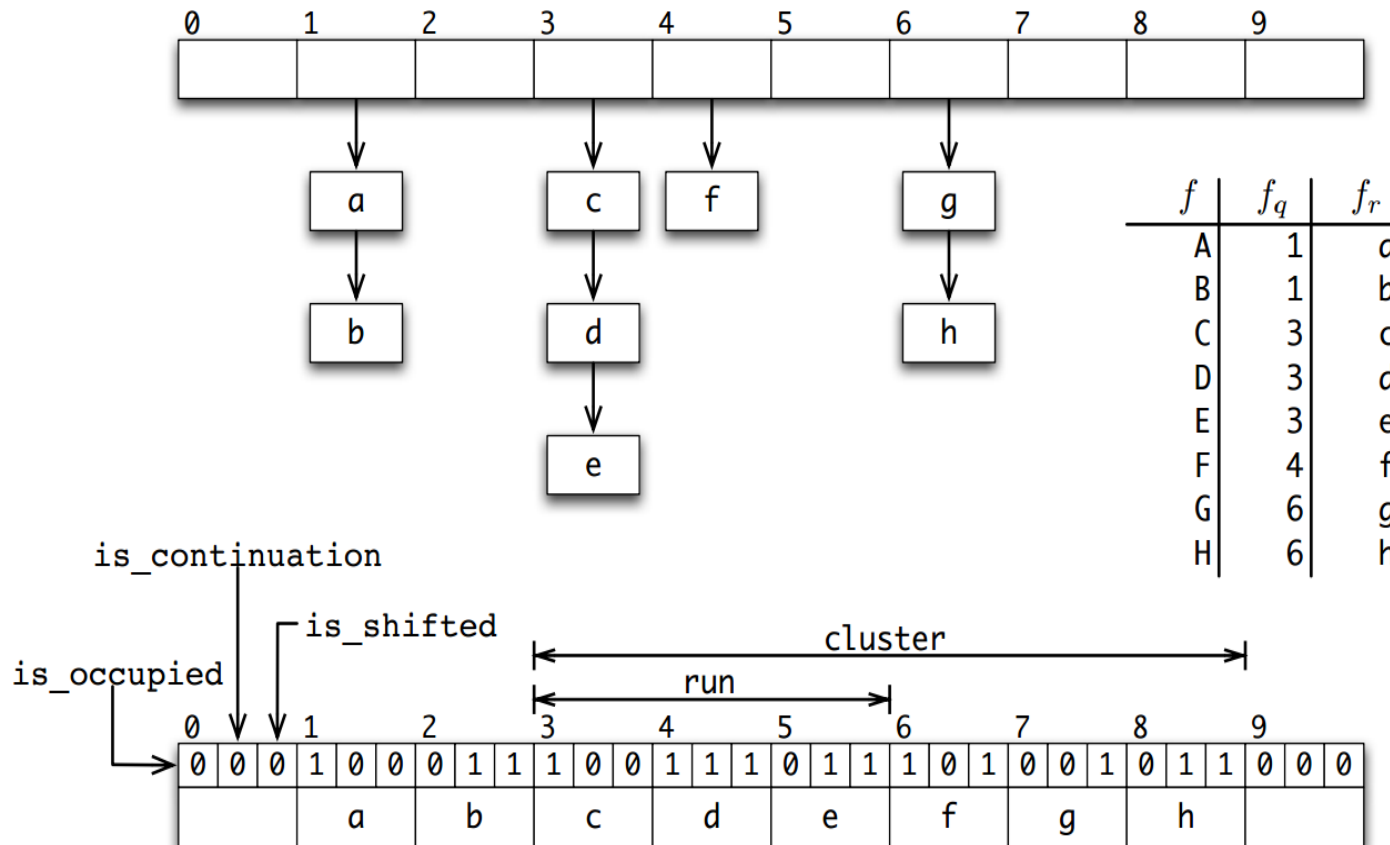 0 1 2 3 4 5 6 7 8 9
a c f g
b d h
e
f f_q f_r
A 1
B 1 b
C 3 c
D 3
E 3 e
F 4 f
G 6 g
H 6 h
is_continuation
is_shifted
is_occupied
cluster
run
0 1 2 3 4 5 6 7 8 9
0 0 0 1 0 0 0 1 1 1 0 0 1 1 1 0 1 1 1 0 1 0 0 1 0 1 1 0 0 0
a b c d e f g h